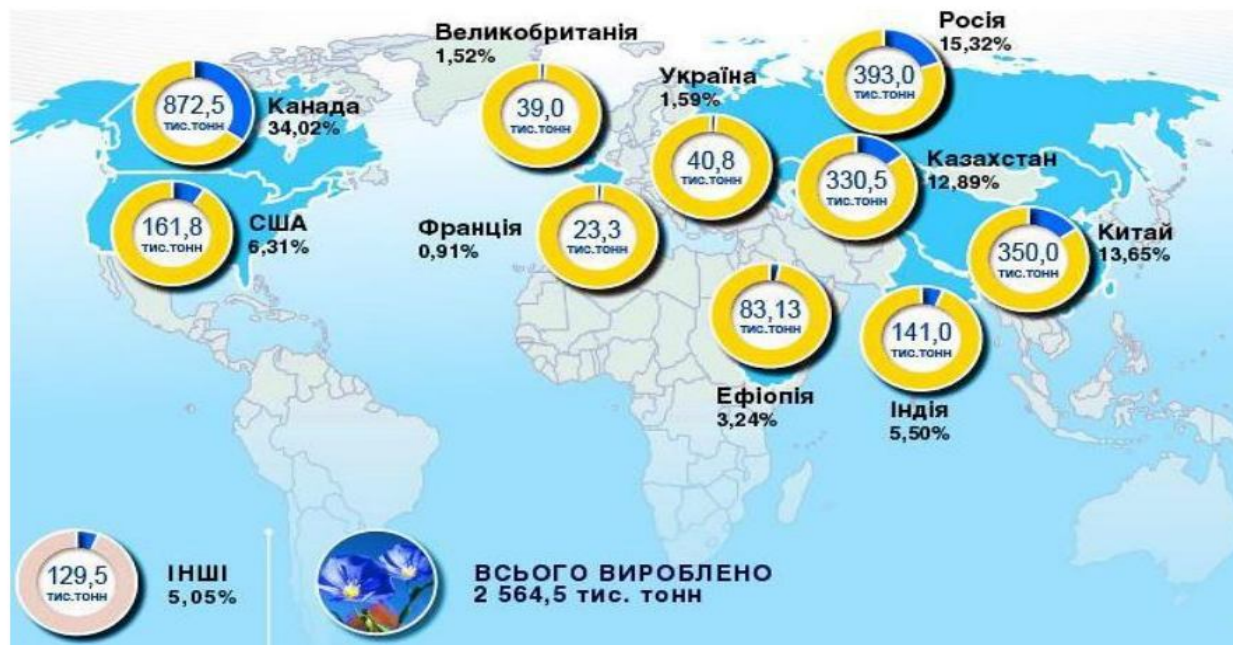 Великобританія
1,52%
39,0
ТИС.ТОНН
Росія
15,32%
393,0
ТИС.ТОНН
Україна
1,59%
40,8
ТИС.ТОНН
872,5
ТИС.ТОНН
Канада
34,02%
Казахстан
12,89%
330,5
ТИС.ТОНН
161,8
ТИС.ТОНН
США
6,31%
Франція
0,91%
23,3
ТИС.ТОНН
Китай
13,65%
350,0
ТИС.ТОНН
83,13
ТИС.ТОНН
Ефіопія
3,24%
141,0
ТИС.ТОНН
Індія
5,50%
129,5
ТИС.ТОНН
ІНШІ
5,05%
ВСЬОГО ВИРОБЛЕНО
2 564,5 ТИС. ТОНН